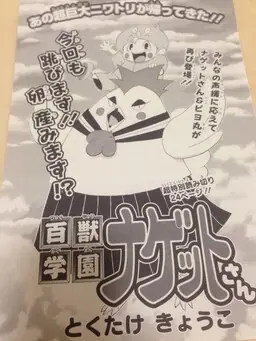 あの超巨大ニワトリが帰ってきた!!
みんなの声援に応えて
ナゲットさん&ピヨ丸が
再び登場!!
今回も
跳びます!!
卵産みます!?
超特別読み切り
24ページ!!
百獣
学園
ナゲットさん
とくたけ きょうこ